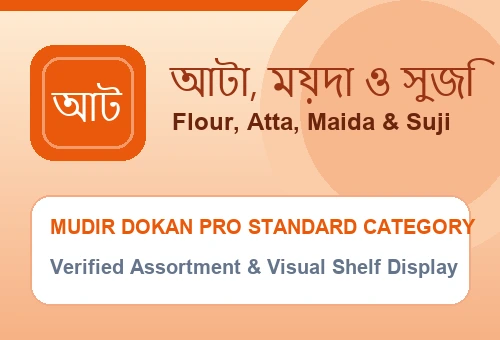 আট
আটা, ময়দা ও সুজি
Flour, Atta, Maida & Suji
MUDIR DOKAN PRO STANDARD CATEGORY
Verified Assortment & Visual Shelf Display